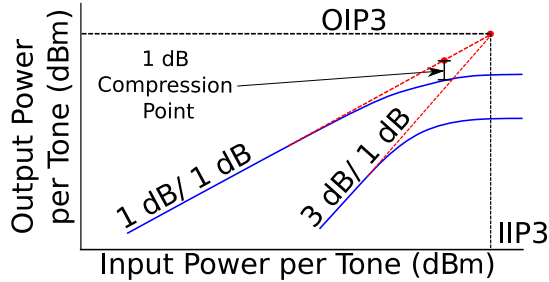 OIP3
1 dB
Compression
Point
Output Power
per Tone (dBm)
1 dB/ 1 dB
3 dB/ 1 dB
IIP3
Input Power per Tone (dBm)